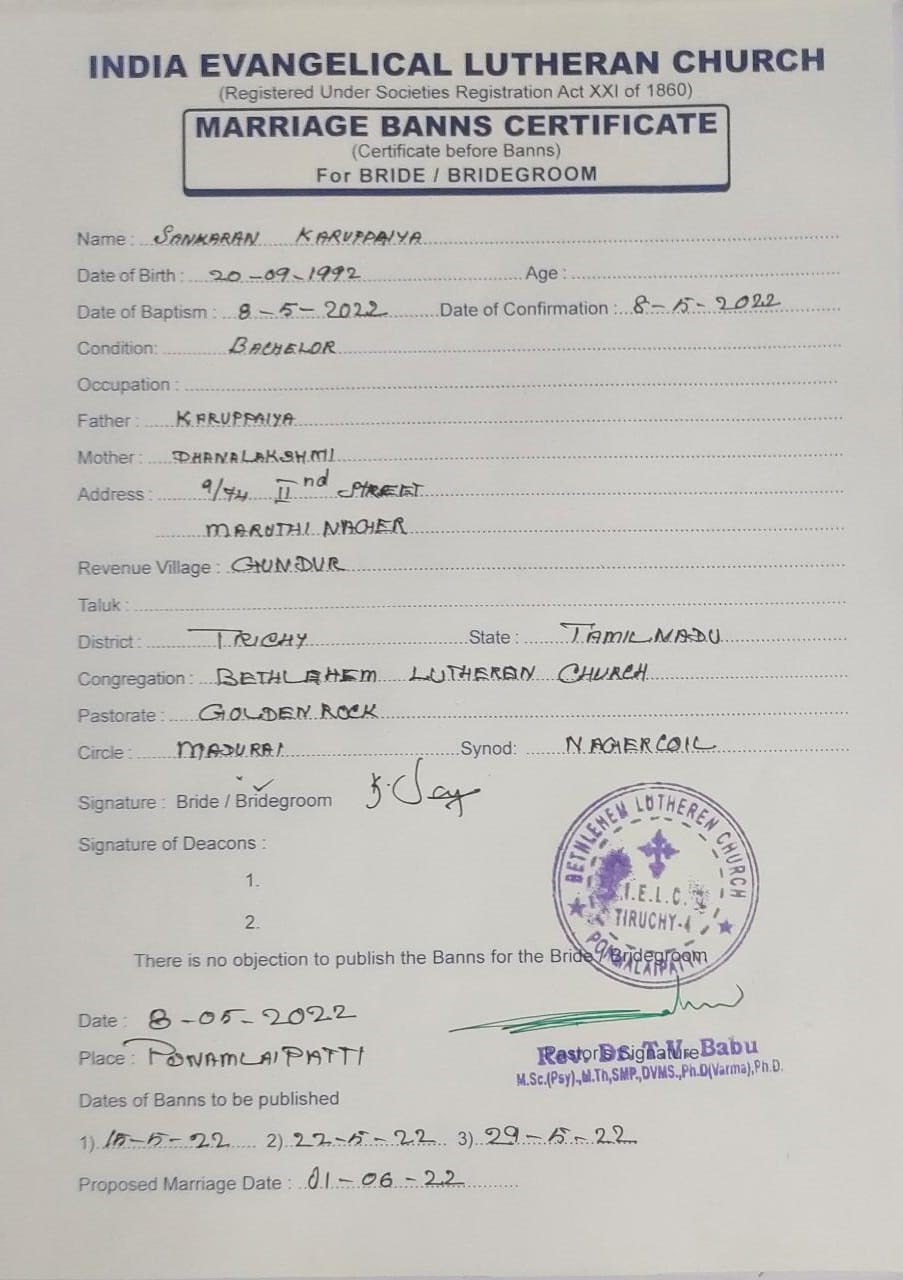 INDIA EVANGELICAL LUTHERAN CHURCH
(Registered Under Societies Registration Act XXI of 1860)
MARRIAGE BANNS CERTIFICATE
(Certificate before Banns)
For BRIDE / BRIDEGROOM
Name : SANKARAN KARUPPAIYA
Date of Birth : 20-09-1992 Age :
Date of Baptism : 8-5-2022 Date of Confirmation : 8-5-2022
Condition: BACHELOR
Occupation :
Father : KARUPPAIYA
Mother : DHANALAKSHMI
Address : 9/74 IInd STREET
MARUTHI NAGER
Revenue Village : GUNDUR
Taluk :
District : TRICHY State : TAMIL NADU
Congregation : BETHLEHEM LUTHERAN CHURCH
Pastorate : GOLDEN ROCK
Circle : MADURAI Synod: NAGERCOIL
Signature : Bride / Bridegroom
Signature of Deacons :
1.
2.
BETHLEHEM LUTHEREN CHURCH
I.E.L.C.
TIRUCHY-4
There is no objection to publish the Banns for the Bride / Bridegroom
Date : 8-05-2022
Place : PONAMLAIPATTI
Pastor's Signature
Rev. Dr. T.V. Babu
M.Sc.(Psy).,M.Th,SMP.,DVMS.,Ph.D(Varma),Ph.D.
Dates of Banns to be published
1) 15-5-22 2) 22-5-22 3) 29-5-22
Proposed Marriage Date : 01-06-22